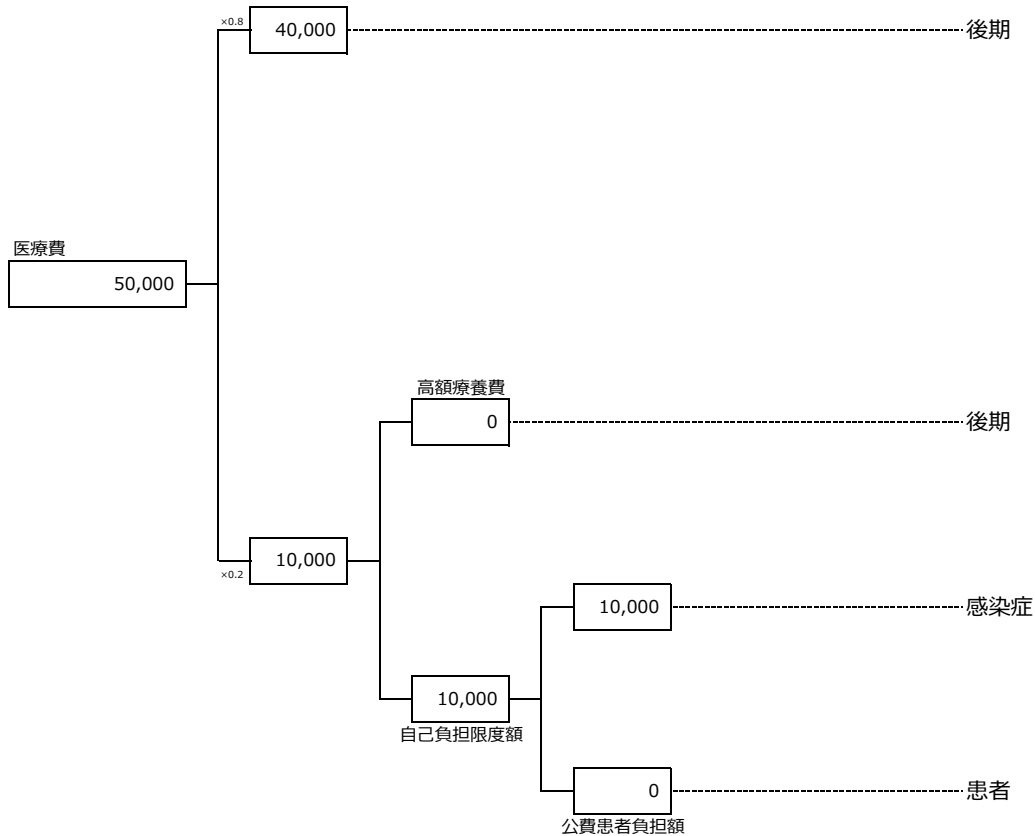 ×0.8
40,000
後期
医療費
50,000
高額療養費
0
後期
10,000
×0.2
10,000
感染症
10,000
自己負担限度額
0
患者
公費患者負担額